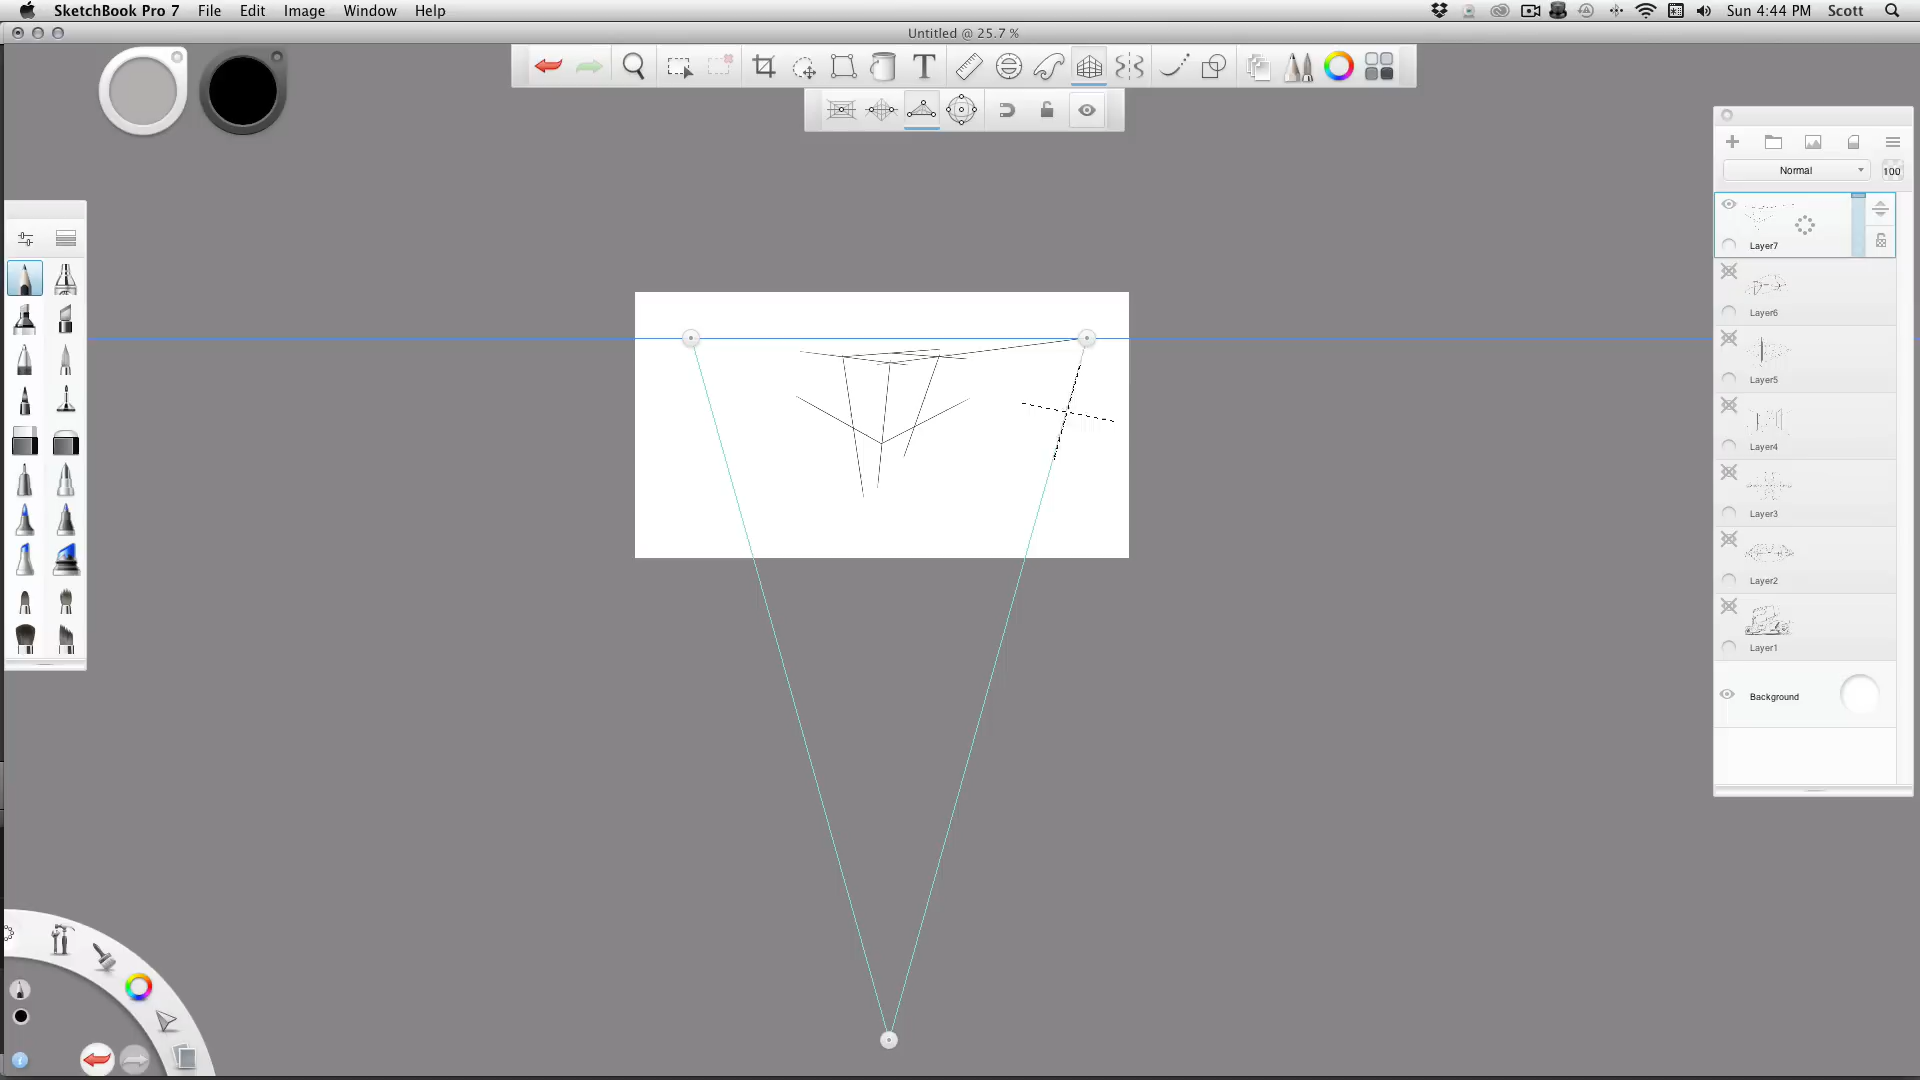 SketchBook Pro 7 File Edit Image Window Help
Sun 4:44 PM Scott
Untitled @ 25.7 %
T
Normal
100
Layer7
Layer6
Layer5
Layer4
Layer3
Layer2
Layer1
Background